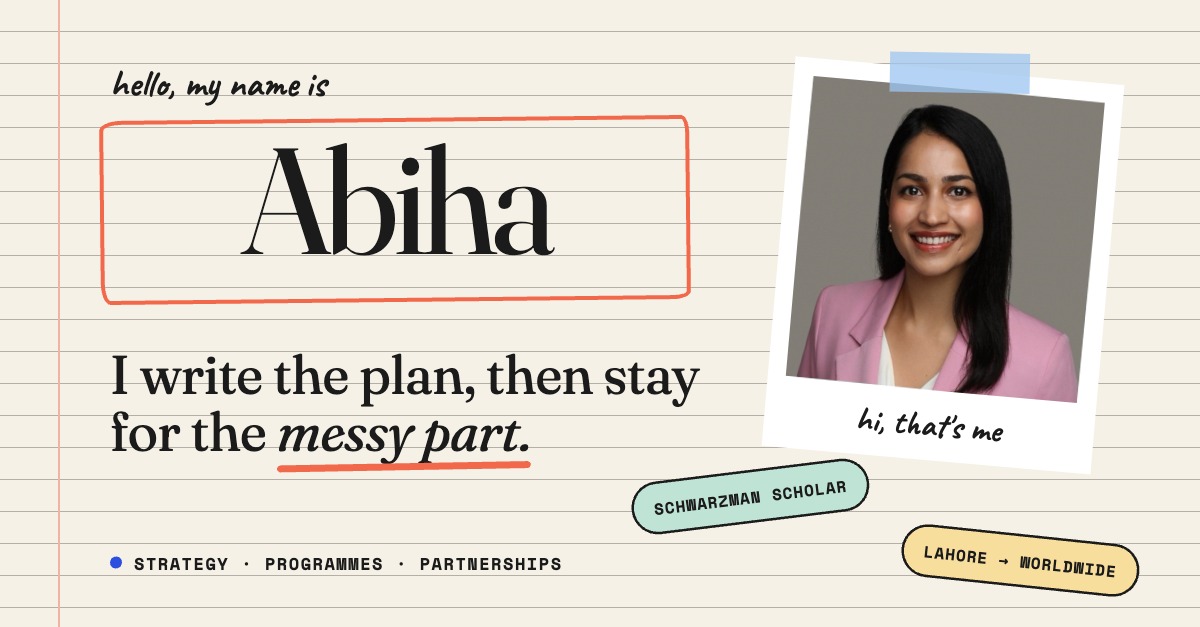 hello, my name is
Abiha
I write the plan, then stay
for the messy part.
STRATEGY · PROGRAMMES · PARTNERSHIPS
hi, that's me
SCHWARZMAN SCHOLAR
LAHORE → WORLDWIDE